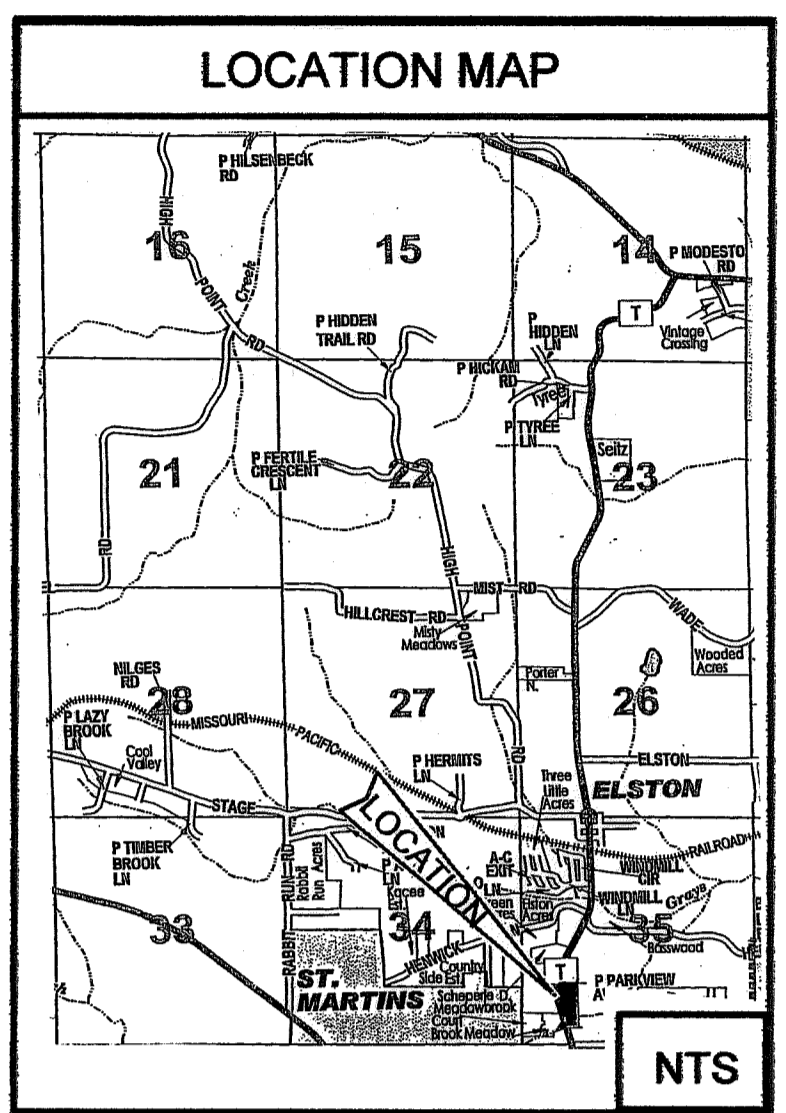 LOCATION MAP
P HILSENBECK
RD
HIGH
16
15
14
P MODESTO
RD
POINT
Creek
T
P HIDDEN
TRAIL RD
P
HIDDEN
LN
Vintage
Crossing
RD
P HICKAM
RD
Tyree
P TYREE
LN
Seitz
P FERTILE
CRESCENT
LN
21
22
23
RD
HIGH
MIST RD
HILLCREST RD
POINT
WADE
Misty
Meadows
Wooded
Acres
NILGES
RD
Porter
N.
28
27
26
P LAZY
BROOK
LN
MISSOURI
PACIFIC
RD
Cool
Valley
P HERMITS
LN
ELSTON
Three
Little
Acres
ELSTON
STAGE
LOCATION
RAILROAD
P TIMBER
BROOK
LN
RUN RD
Rabbit
Run Acres
LN
Kacee
A-C
EXIT
WINDMILL
CIR
LN
WINDMILL
LN
Grays
Elston
Acres
33
34
35
Basswood
RABBIT
HENWICK
ST.
MARTINS
Country
Side Est.
T
P PARKVIEW
Scheperle D.
Meadowbrook
Court
Brook Meadow
NTS